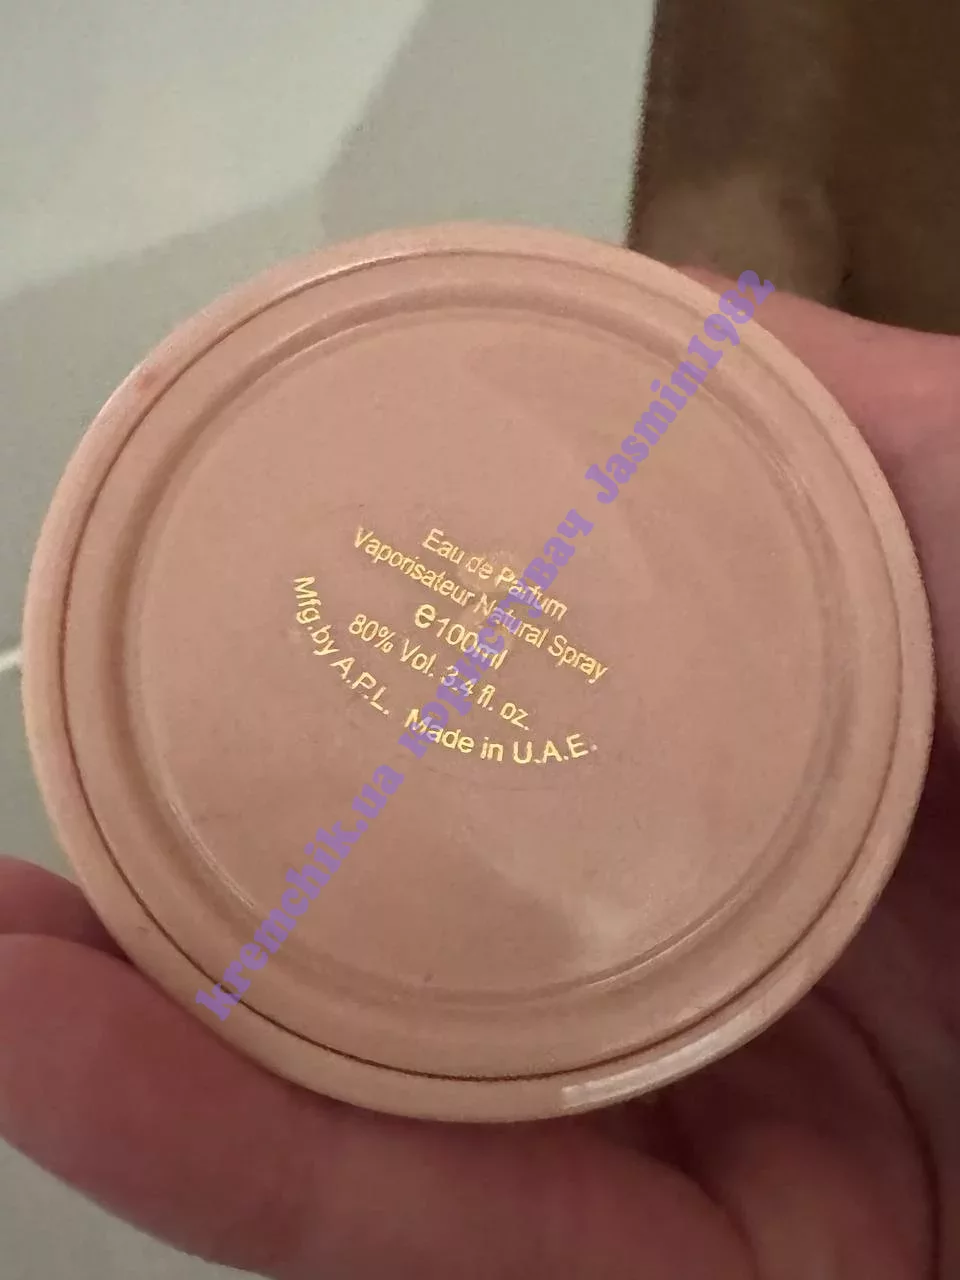 Eau de Parfum
Vaporisateur Natural Spray
e 100ml
80% Vol. 3.4 fl. oz.
Mfg.by A.P.L. Made in U.A.E.
kremchik.ua користувач Jasmin1982